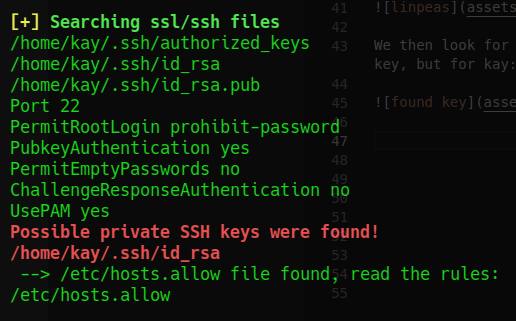 [+] Searching ssl/ssh files
/home/kay/.ssh/authorized_keys
/home/kay/.ssh/id_rsa
/home/kay/.ssh/id_rsa.pub
Port 22
PermitRootLogin prohibit-password
PubkeyAuthentication yes
PermitEmptyPasswords no
ChallengeResponseAuthentication no
UsePAM yes
Possible private SSH keys were found!
/home/kay/.ssh/id_rsa
 --> /etc/hosts.allow file found, read the rules:
/etc/hosts.allow
41 ![linpeas](assets
42
43 We then look for
key, but for kay:
44
45 ![found key](asse
46
47
48
49
50
51
52
53
54
55